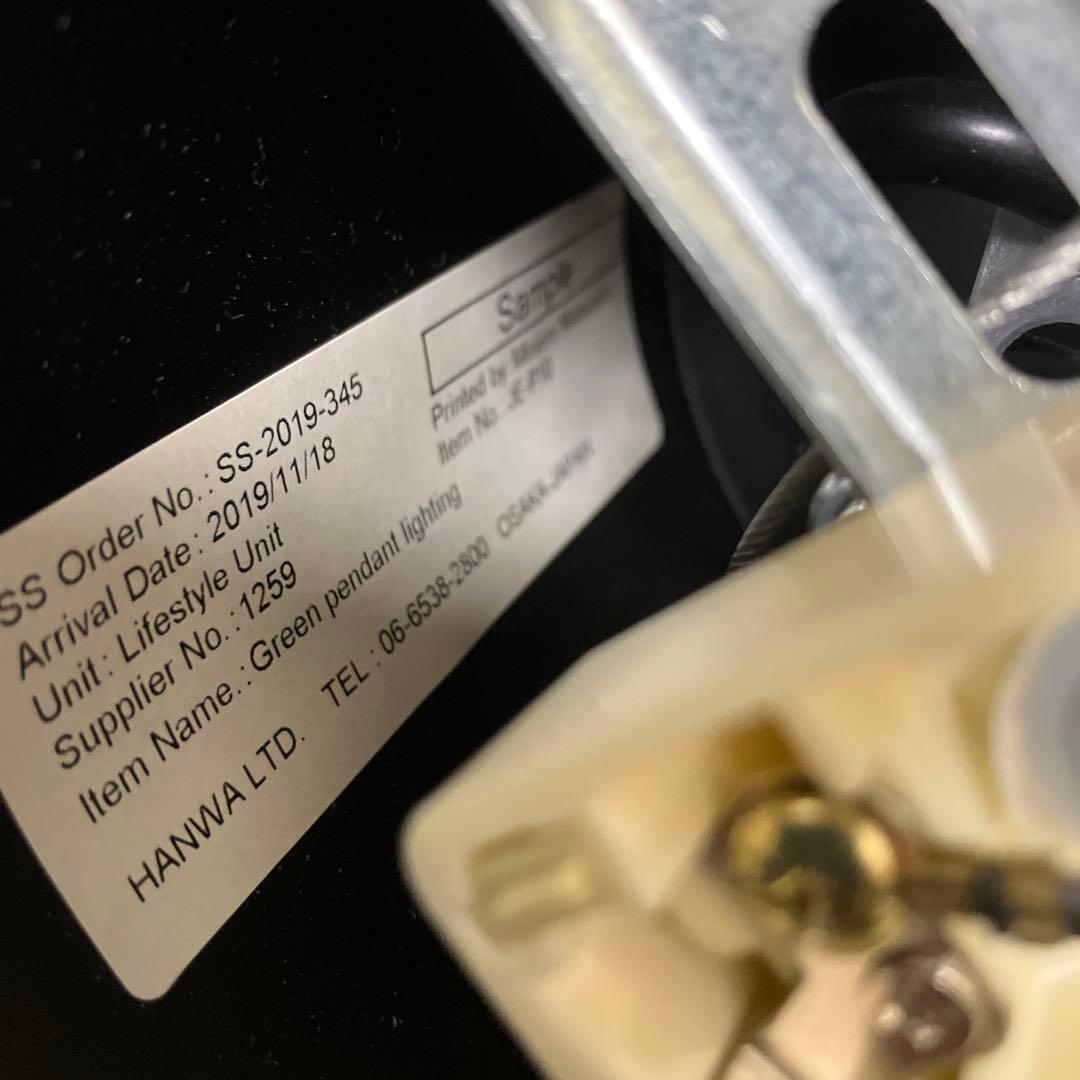 Sample
Printed by
Item No.
SS Order No.: SS-2019-345
Arrival Date: 2019/11/18
Unit: Lifestyle Unit
Supplier No.: 1259
Item Name.: Green pendant lighting
HANWA LTD. TEL: 06-6538-2800 OSAKA JAPAN